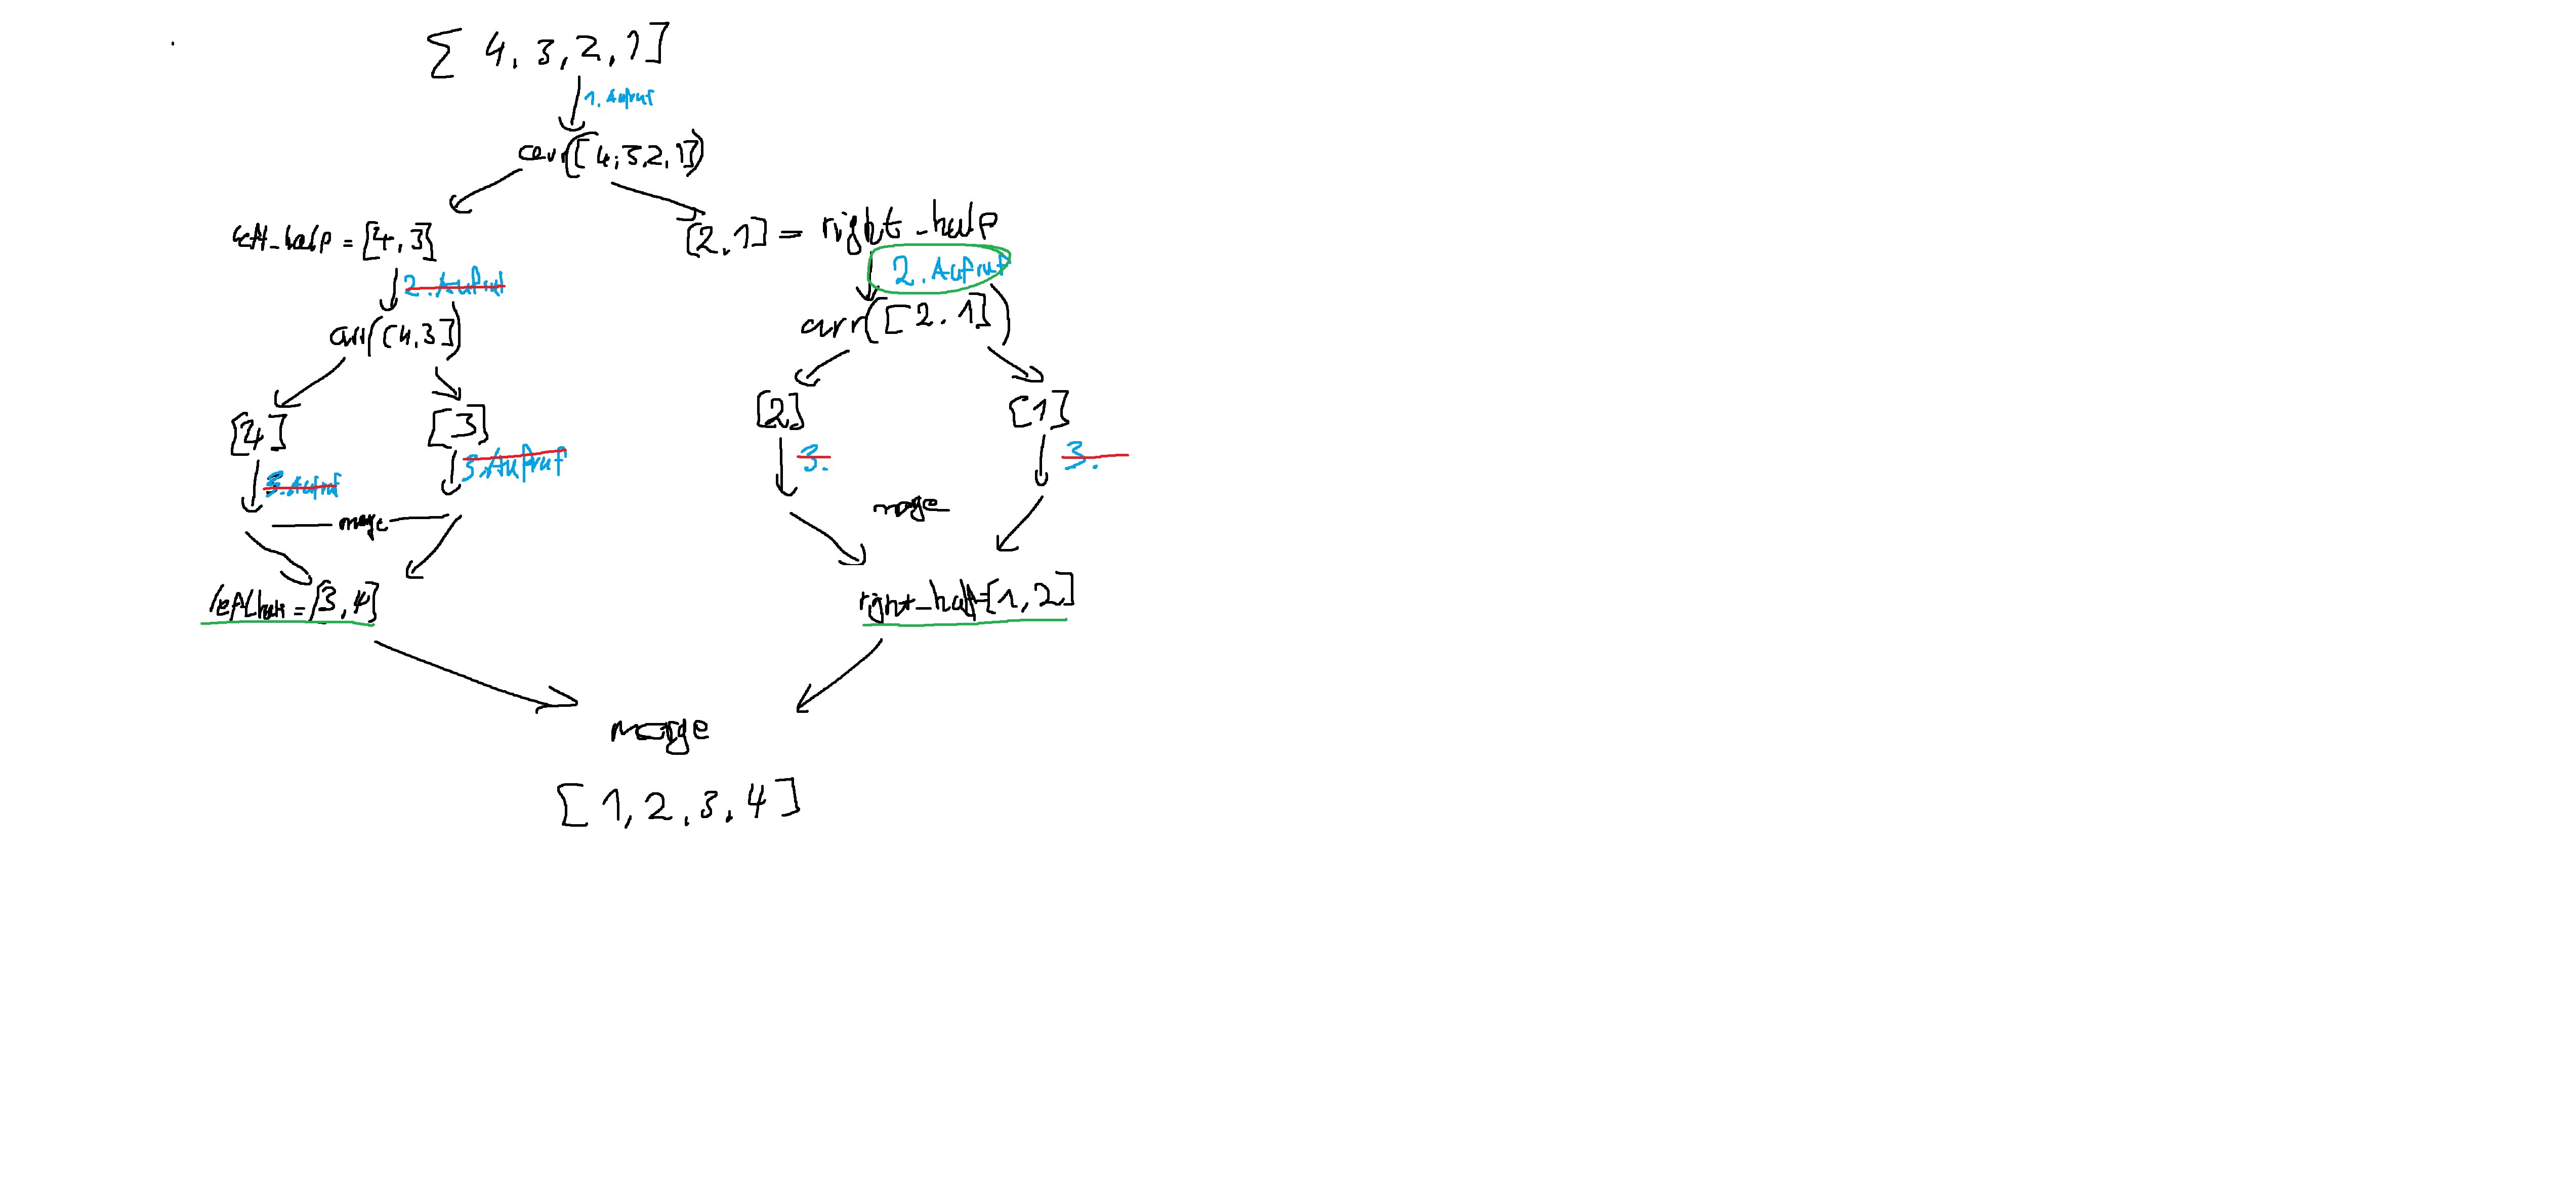 [ 4, 3, 2, 1]
1. Aufruf
arr([4,3,2,1])
left_half = [4,3]
[2,1] = right_half
2. Aufruf
2. Aufruf
arr([4,3])
arr([2,1])
[4]
[3]
[2]
[1]
3. Aufruf
3. Aufruf
3.
3.
merge
merge
left_half = [3,4]
right_half=[1,2]
merge
[1,2,3,4]